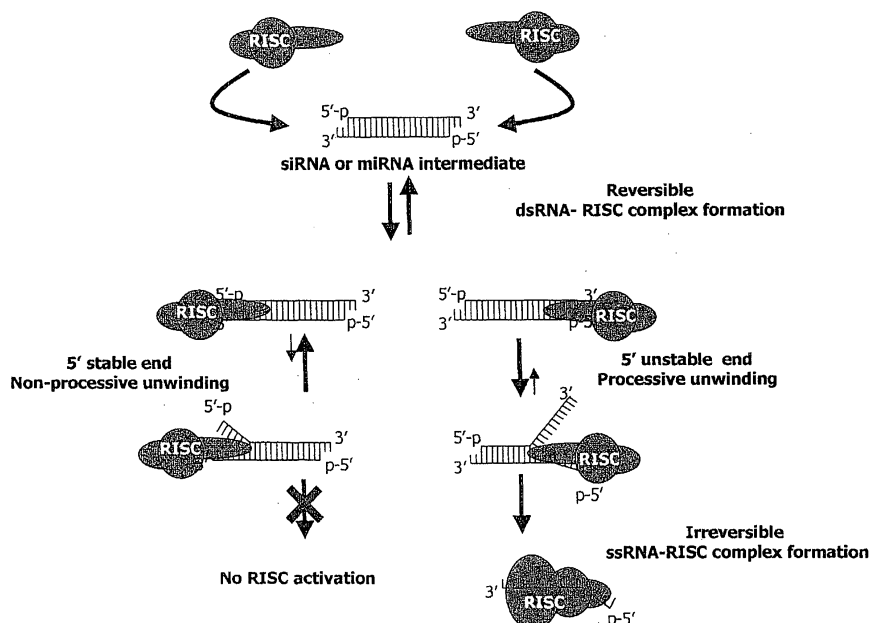 RISC
RISC
5'-p
3'
3'
p-5'
siRNA or miRNA intermediate
Reversible
dsRNA- RISC complex formation
5'-p
3'
RISC
p-5'
5'-p
3'
3'
RISC
5' stable end
Non-processive unwinding
5' unstable end
Processive unwinding
5'-p
3'
RISC
p-5'
3'
5'-p
3'
RISC
p-5'
No RISC activation
Irreversible
ssRNA-RISC complex formation
3'
RISC
p-5'